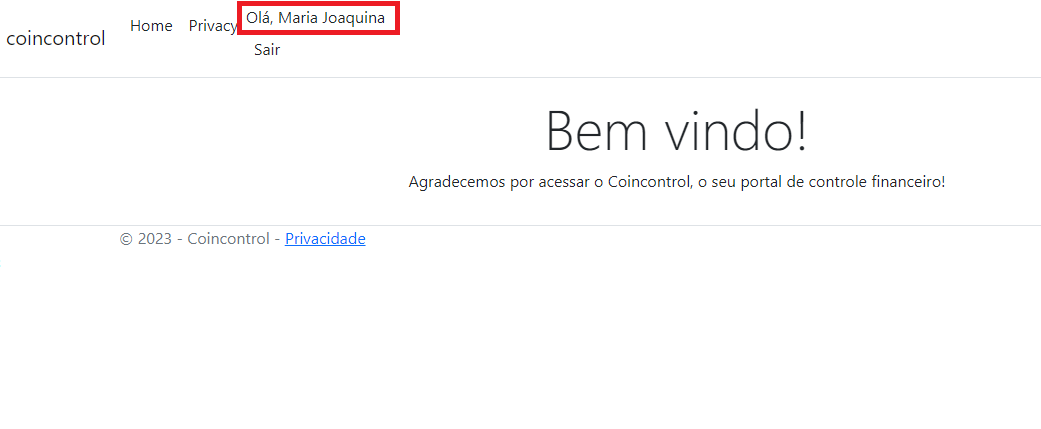 coincontrol
Home Privacy Olá, Maria Joaquina
Sair
Bem vindo!
Agradecemos por acessar o Coincontrol, o seu portal de controle financeiro!
© 2023 - Coincontrol - Privacidade